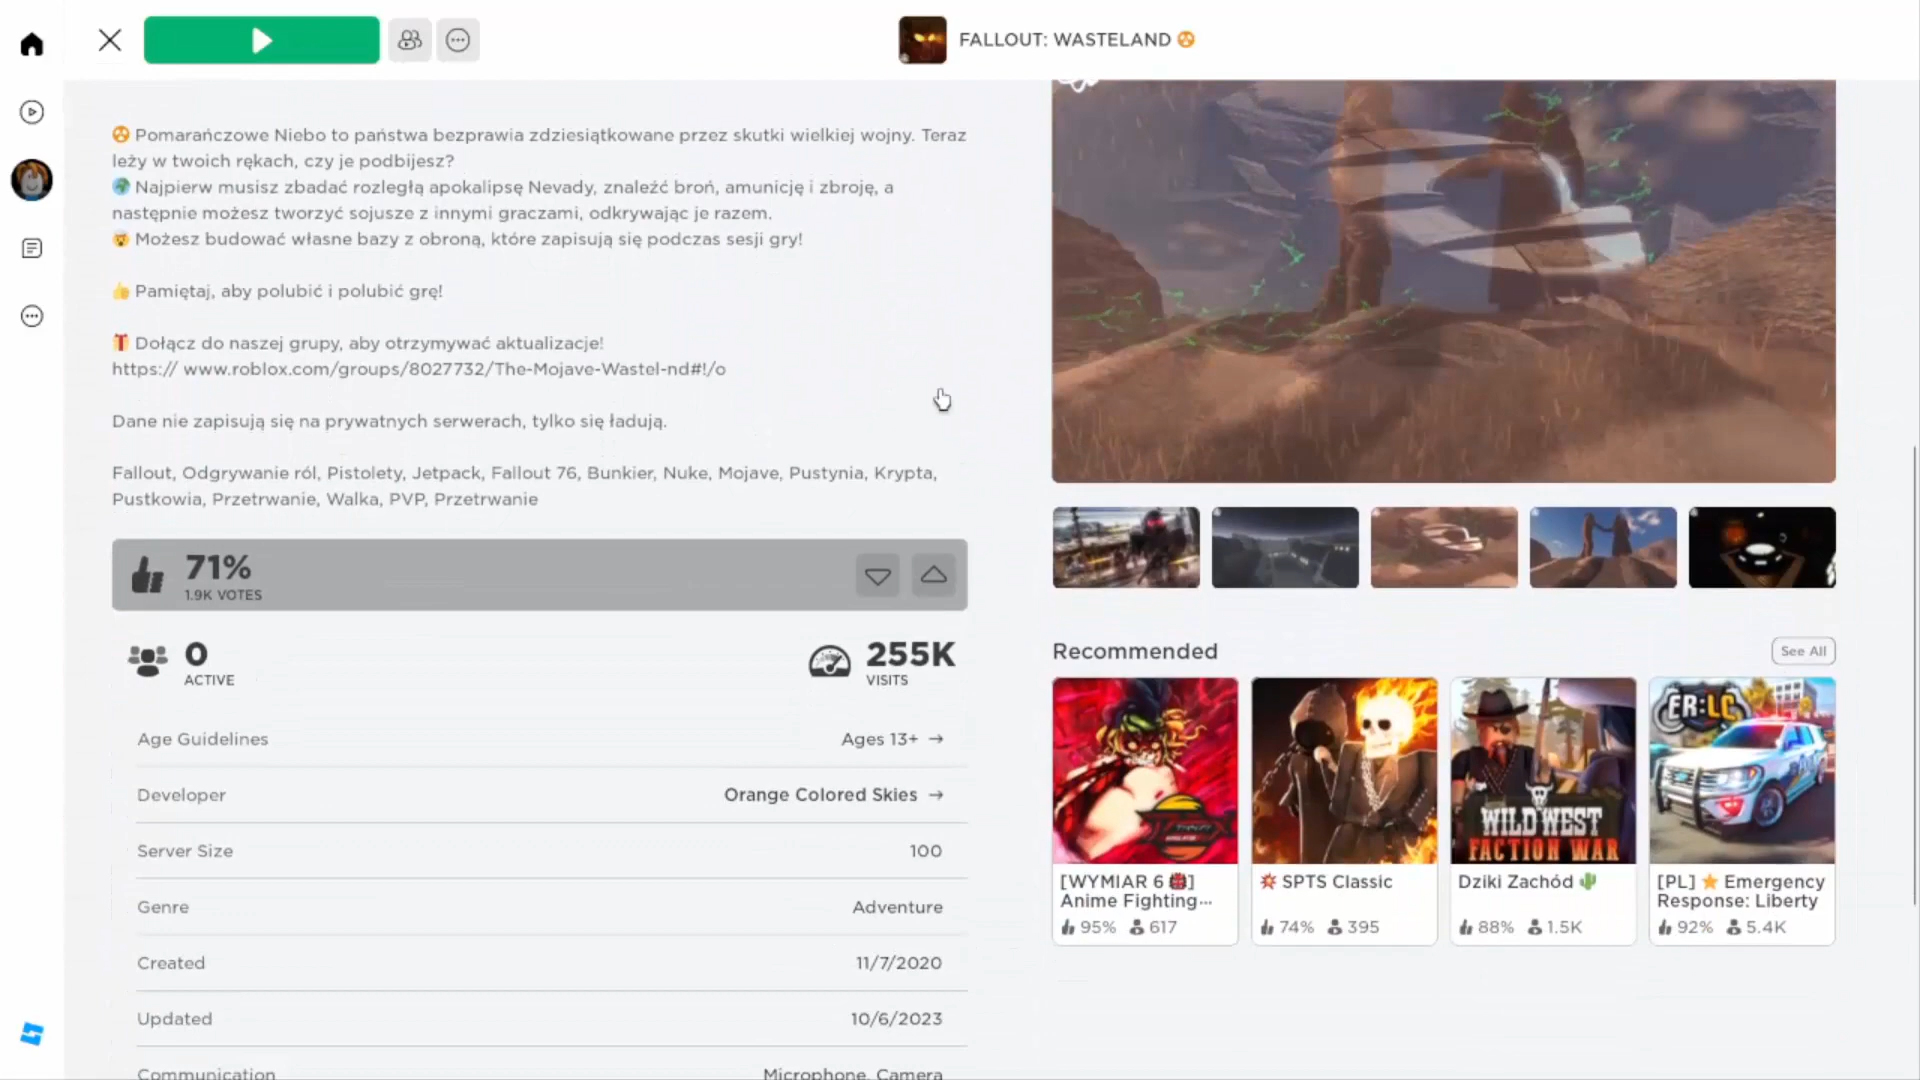 FALLOUT: WASTELAND ☢
☢ Pomarańczowe Niebo to państwa bezprawia zdziesiątkowane przez skutki wielkiej wojny. Teraz
leży w twoich rękach, czy je podbijesz?
🌍 Najpierw musisz zbadać rozległą apokalipsę Nevady, znaleźć broń, amunicję i zbroję, a
następnie możesz tworzyć sojusze z innymi graczami, odkrywając je razem.
🤯 Możesz budować własne bazy z obroną, które zapisują się podczas sesji gry!
👍 Pamiętaj, aby polubić i polubić grę!
🎁 Dołącz do naszej grupy, aby otrzymywać aktualizacje!
https:// www.roblox.com/groups/8027732/The-Mojave-Wastel-nd#!/o
Dane nie zapisują się na prywatnych serwerach, tylko się ładują.
Fallout, Odgrywanie ról, Pistolety, Jetpack, Fallout 76, Bunkier, Nuke, Mojave, Pustynia, Krypta,
Pustkowia, Przetrwanie, Walka, PVP, Przetrwanie
71%
1.9K VOTES
0
ACTIVE
255K
VISITS
Age Guidelines Ages 13+ →
Developer Orange Colored Skies →
Server Size 100
Genre Adventure
Created 11/7/2020
Updated 10/6/2023
Communication Microphone, Camera
Recommended
See All
[WYMIAR 6 👹]
Anime Fighting...
95% 617
💥 SPTS Classic
74% 395
WILD WEST
FACTION WAR
Dziki Zachód 🌵
88% 1.5K
ER:LC
[PL] ⭐ Emergency
Response: Liberty
92% 5.4K